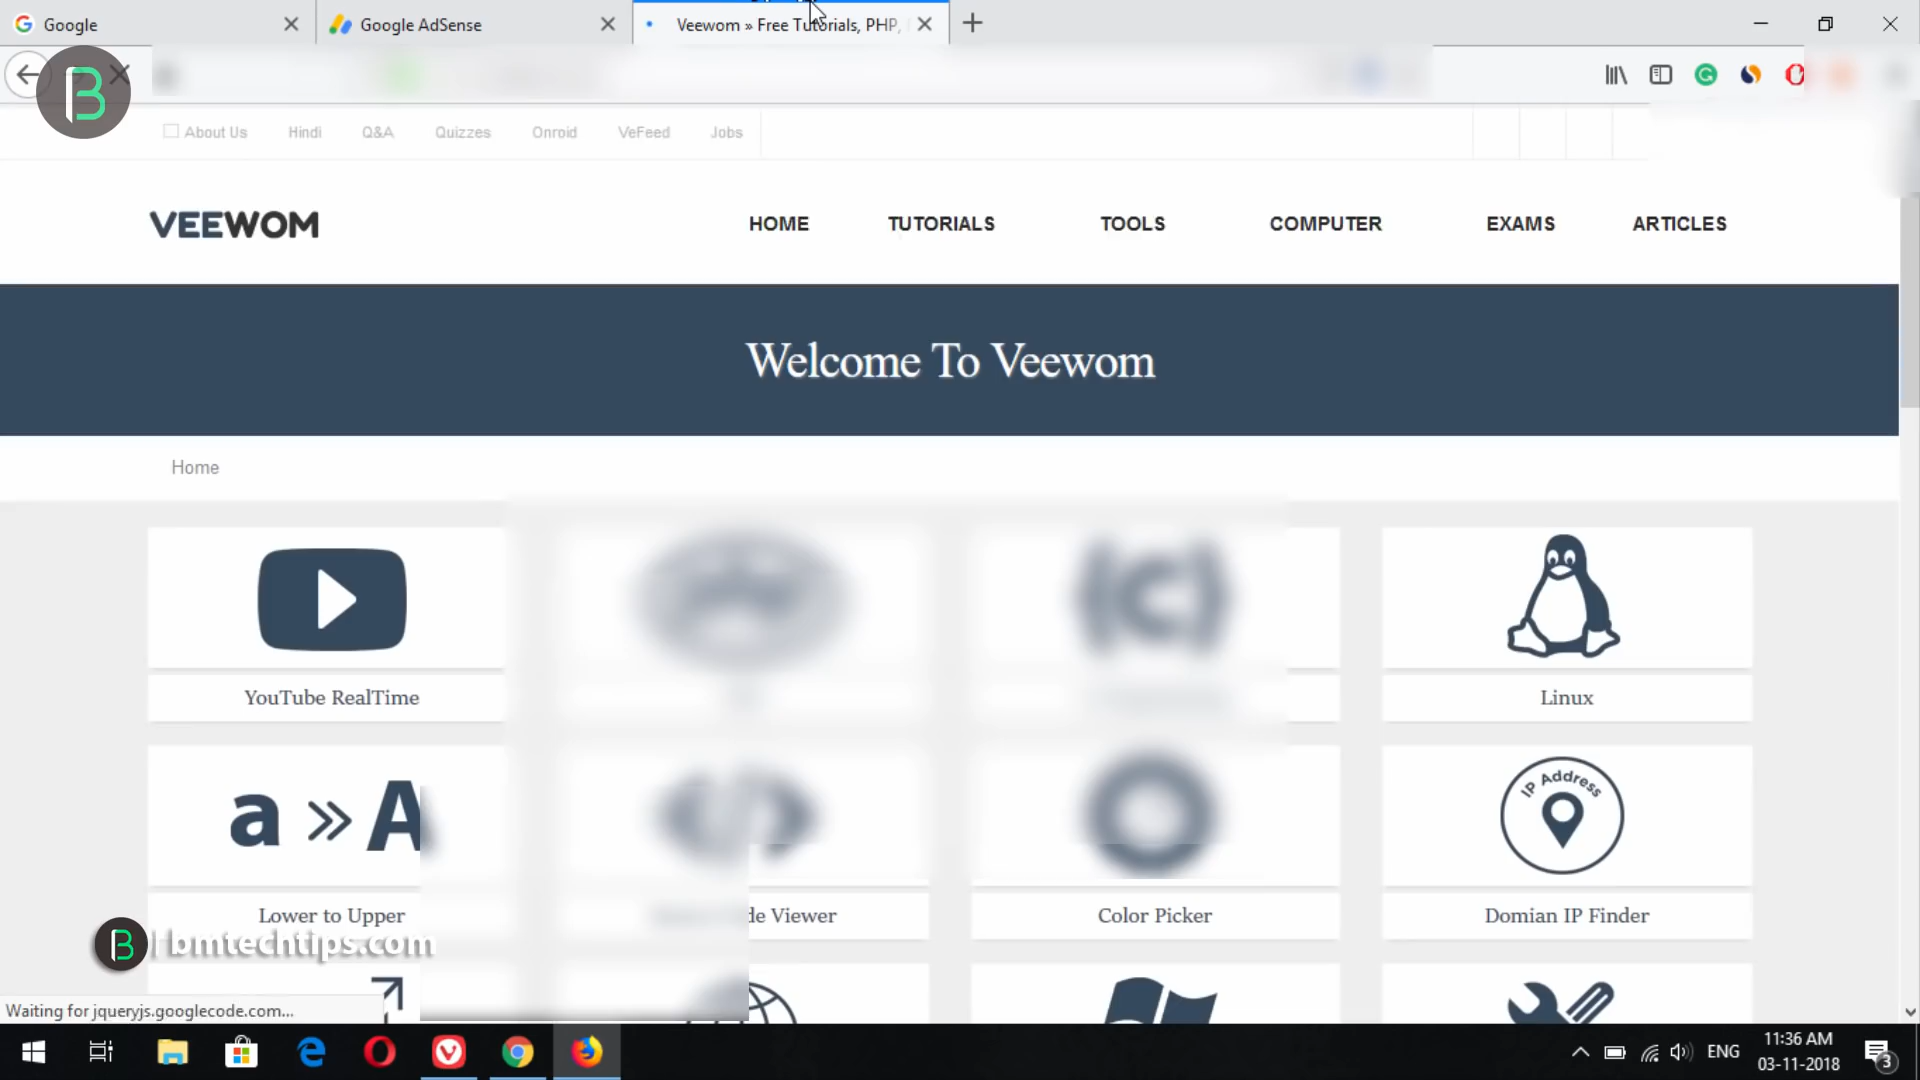 Google
Google AdSense
Veewom » Free Tutorials, PHP,
About Us
Hindi
Q&A
Quizzes
Onroid
VeFeed
Jobs
VEEWOM
HOME
TUTORIALS
TOOLS
COMPUTER
EXAMS
ARTICLES
Welcome To Veewom
Home
YouTube RealTime
Linux
a » A
IP Address
Lower to Upper
Viewer
Color Picker
Domian IP Finder
bmtechtips.com
Waiting for jqueryjs.googlecode.com...
ENG
11:36 AM
03-11-2018
3